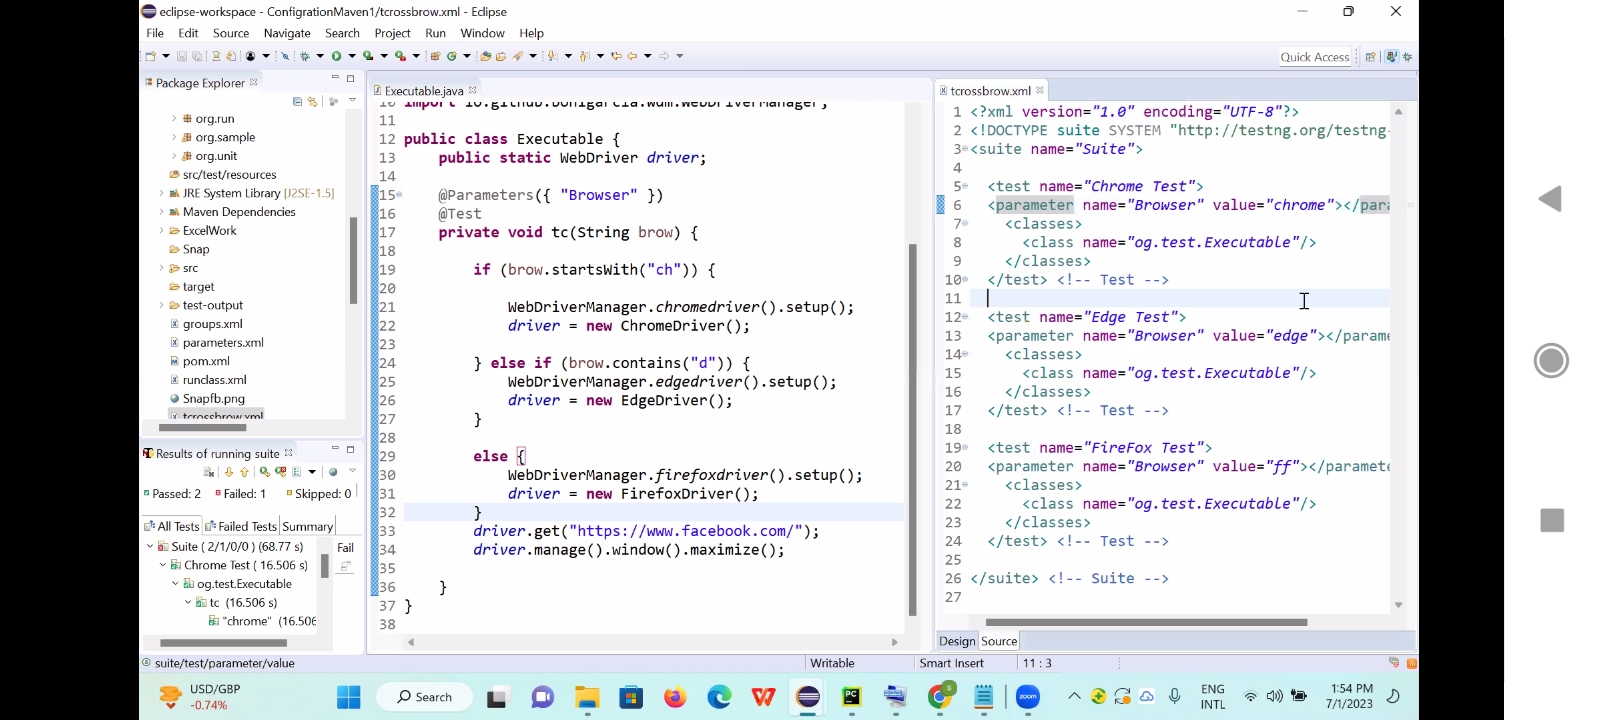 eclipse-workspace - ConfigrationMaven1/tcrossbrow.xml - Eclipse
File Edit Source Navigate Search Project Run Window Help
Quick Access
Package Explorer
org.run
org.sample
org.unit
src/test/resources
JRE System Library [J2SE-1.5]
Maven Dependencies
ExcelWork
Snap
src
target
test-output
groups.xml
parameters.xml
pom.xml
runclass.xml
Snapfb.png
tcrossbrow.xml
Results of running suite
Passed: 2 Failed: 1 Skipped: 0
All Tests Failed Tests Summary
Suite ( 2/1/0/0 ) (68.77 s) Fail
Chrome Test ( 16.506 s)
og.test.Executable
tc (16.506 s)
"chrome" (16.506
Executable.java
10 import io.github.bonigarcia.wdm.WebDriverManager;
11
12 public class Executable {
13 public static WebDriver driver;
14
15 @Parameters({ "Browser" })
16 @Test
17 private void tc(String brow) {
18
19 if (brow.startsWith("ch")) {
20
21 WebDriverManager.chromedriver().setup();
22 driver = new ChromeDriver();
23
24 } else if (brow.contains("d")) {
25 WebDriverManager.edgedriver().setup();
26 driver = new EdgeDriver();
27 }
28
29 else {
30 WebDriverManager.firefoxdriver().setup();
31 driver = new FirefoxDriver();
32 }
33 driver.get("https://www.facebook.com/");
34 driver.manage().window().maximize();
35
36 }
37 }
38
tcrossbrow.xml
1 <?xml version="1.0" encoding="UTF-8"?>
2 <!DOCTYPE suite SYSTEM "http://testng.org/testng-
3 <suite name="Suite">
4
5 <test name="Chrome Test">
6 <parameter name="Browser" value="chrome"></para
7 <classes>
8 <class name="og.test.Executable"/>
9 </classes>
10 </test> <!-- Test -->
11
12 <test name="Edge Test">
13 <parameter name="Browser" value="edge"></parame
14 <classes>
15 <class name="og.test.Executable"/>
16 </classes>
17 </test> <!-- Test -->
18
19 <test name="FireFox Test">
20 <parameter name="Browser" value="ff"></paramete
21 <classes>
22 <class name="og.test.Executable"/>
23 </classes>
24 </test> <!-- Test -->
25
26 </suite> <!-- Suite -->
27
Design Source
suite/test/parameter/value Writable Smart Insert 11 : 3
USD/GBP
-0.74%
Search
zoom
ENG
INTL
1:54 PM
7/1/2023